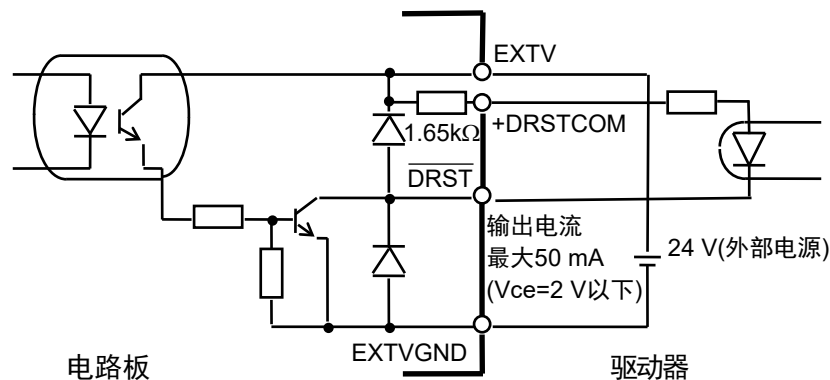 EXTV
+DRSTCOM
1.65kΩ
DRST
输出电流
最大50 mA
(Vce=2 V以下)
24 V(外部电源)
EXTVGND
电路板
驱动器